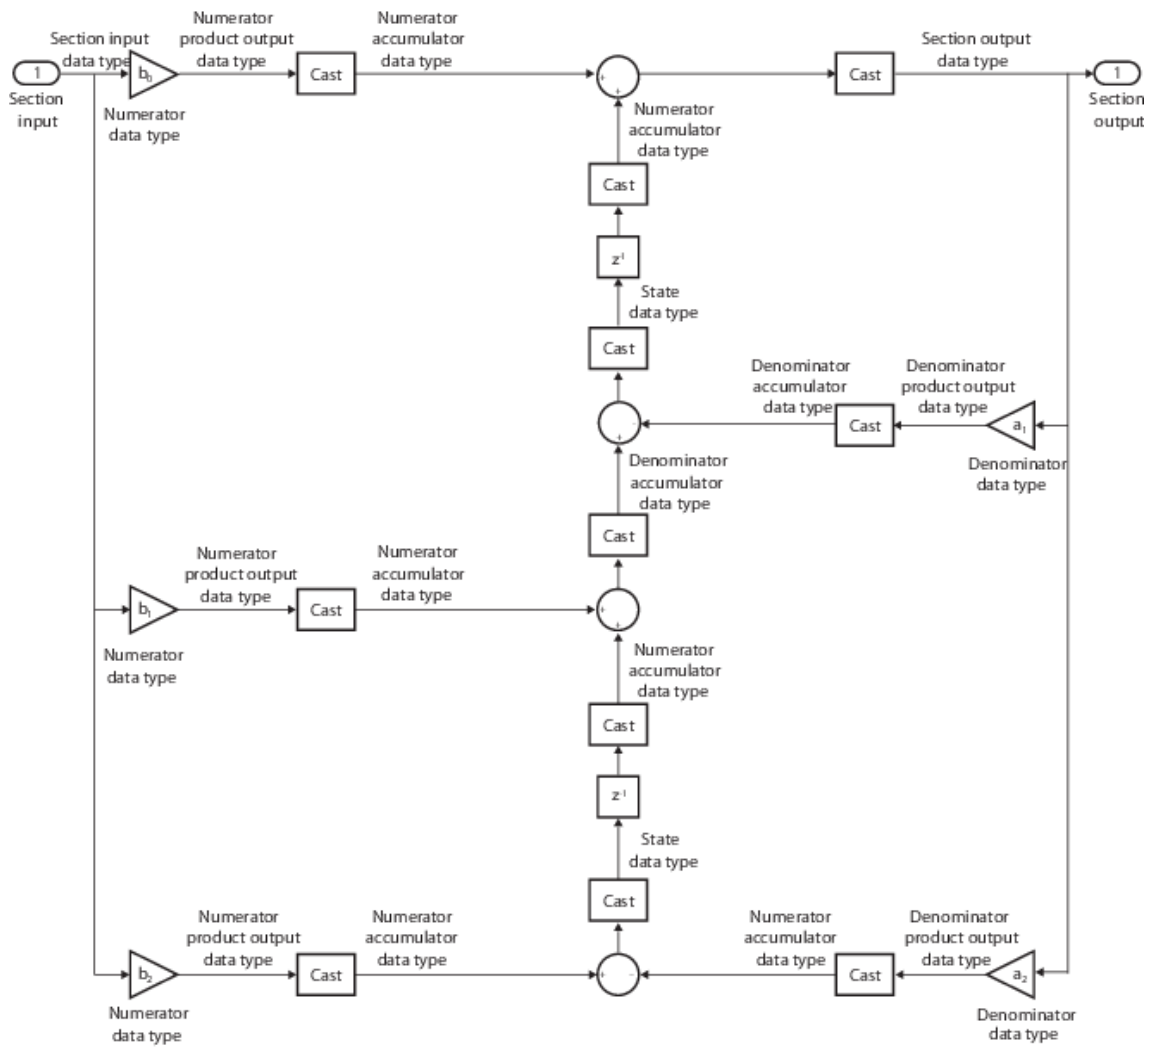 Section input
data type
1
Section
input
b0
Numerator
data type
Numerator
product output
data type
Cast
Numerator
accumulator
data type
+
+
Cast
Section output
data type
1
Section
output
Numerator
accumulator
data type
Cast
z-1
State
data type
Cast
Denominator
accumulator
data type
Cast
Denominator
product output
data type
a1
Denominator
data type
-
+
Denominator
accumulator
data type
Cast
b1
Numerator
data type
Numerator
product output
data type
Cast
Numerator
accumulator
data type
+
+
Numerator
accumulator
data type
Cast
z-1
State
data type
Cast
b2
Numerator
data type
Numerator
product output
data type
Cast
Numerator
accumulator
data type
+
-
Numerator
accumulator
data type
Cast
Denominator
product output
data type
a2
Denominator
data type